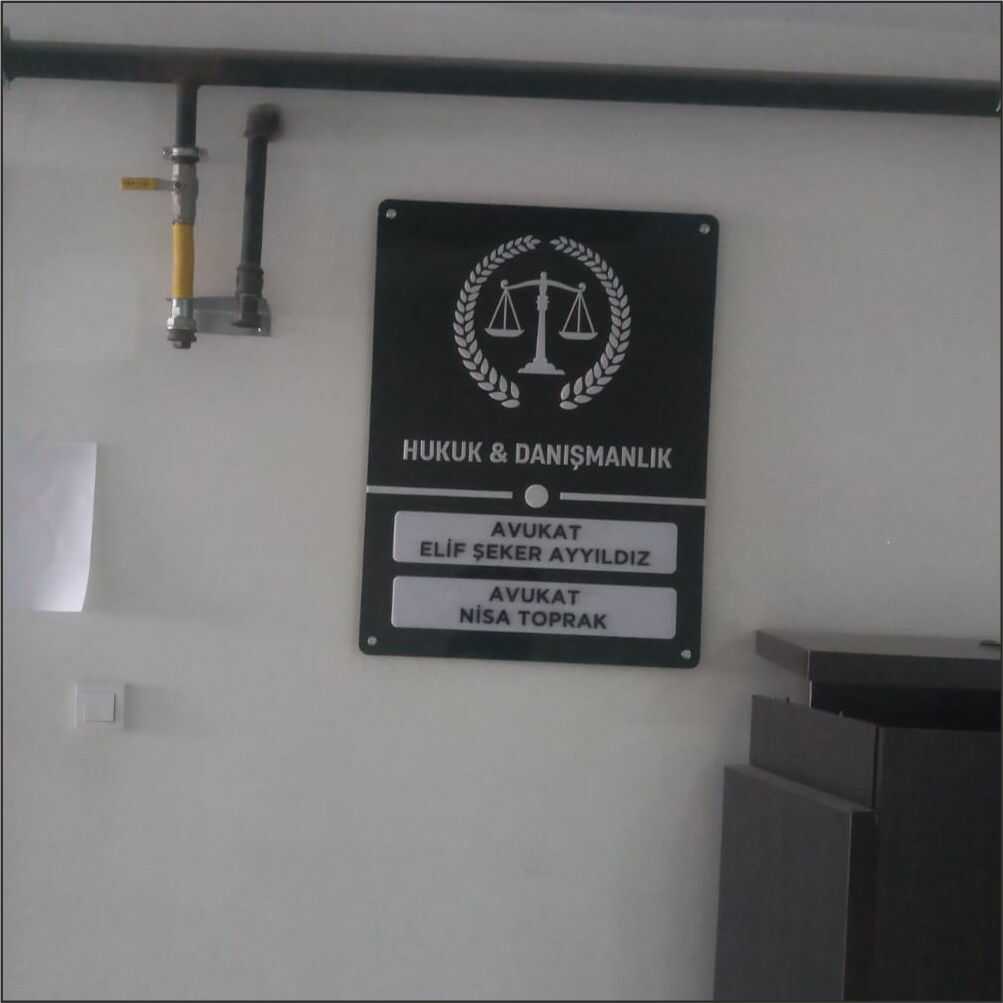 HUKUK & DANIŞMANLIK
AVUKAT
ELİF ŞEKER AYYILDIZ
AVUKAT
NİSA TOPRAK